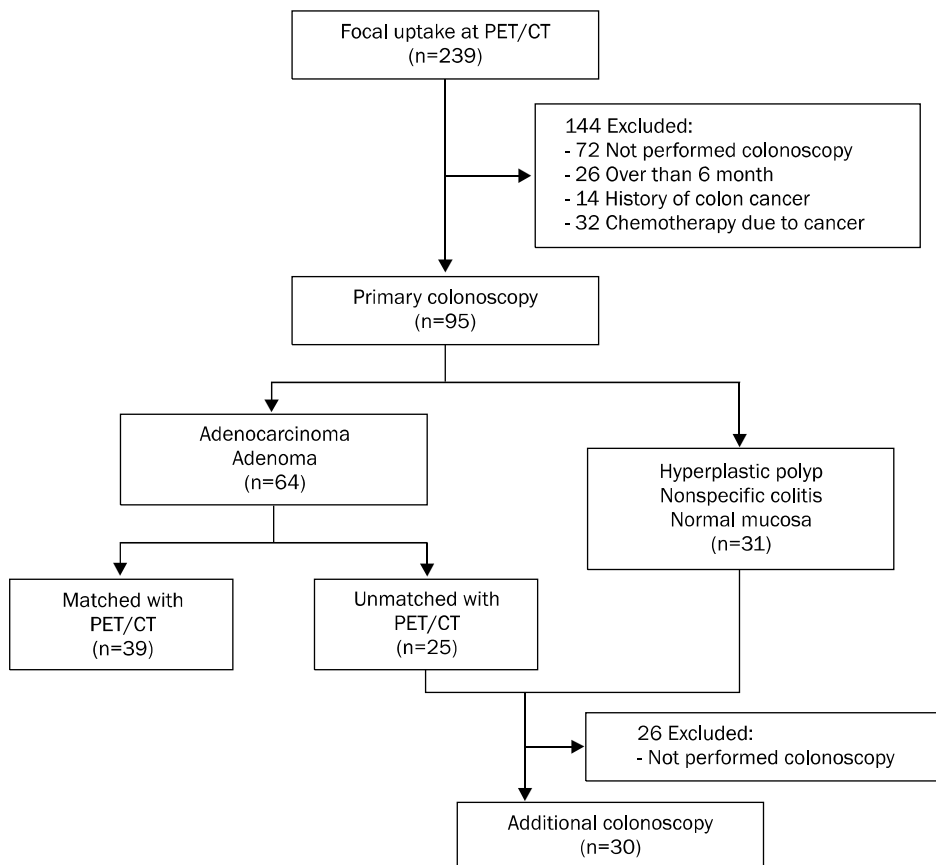 Focal uptake at PET/CT
(n=239)
144 Excluded:
- 72 Not performed colonoscopy
- 26 Over than 6 month
- 14 History of colon cancer
- 32 Chemotherapy due to cancer
Primary colonoscopy
(n=95)
Adenocarcinoma
Adenoma
(n=64)
Hyperplastic polyp
Nonspecific colitis
Normal mucosa
(n=31)
Matched with
PET/CT
(n=39)
Unmatched with
PET/CT
(n=25)
26 Excluded:
- Not performed colonoscopy
Additional colonoscopy
(n=30)